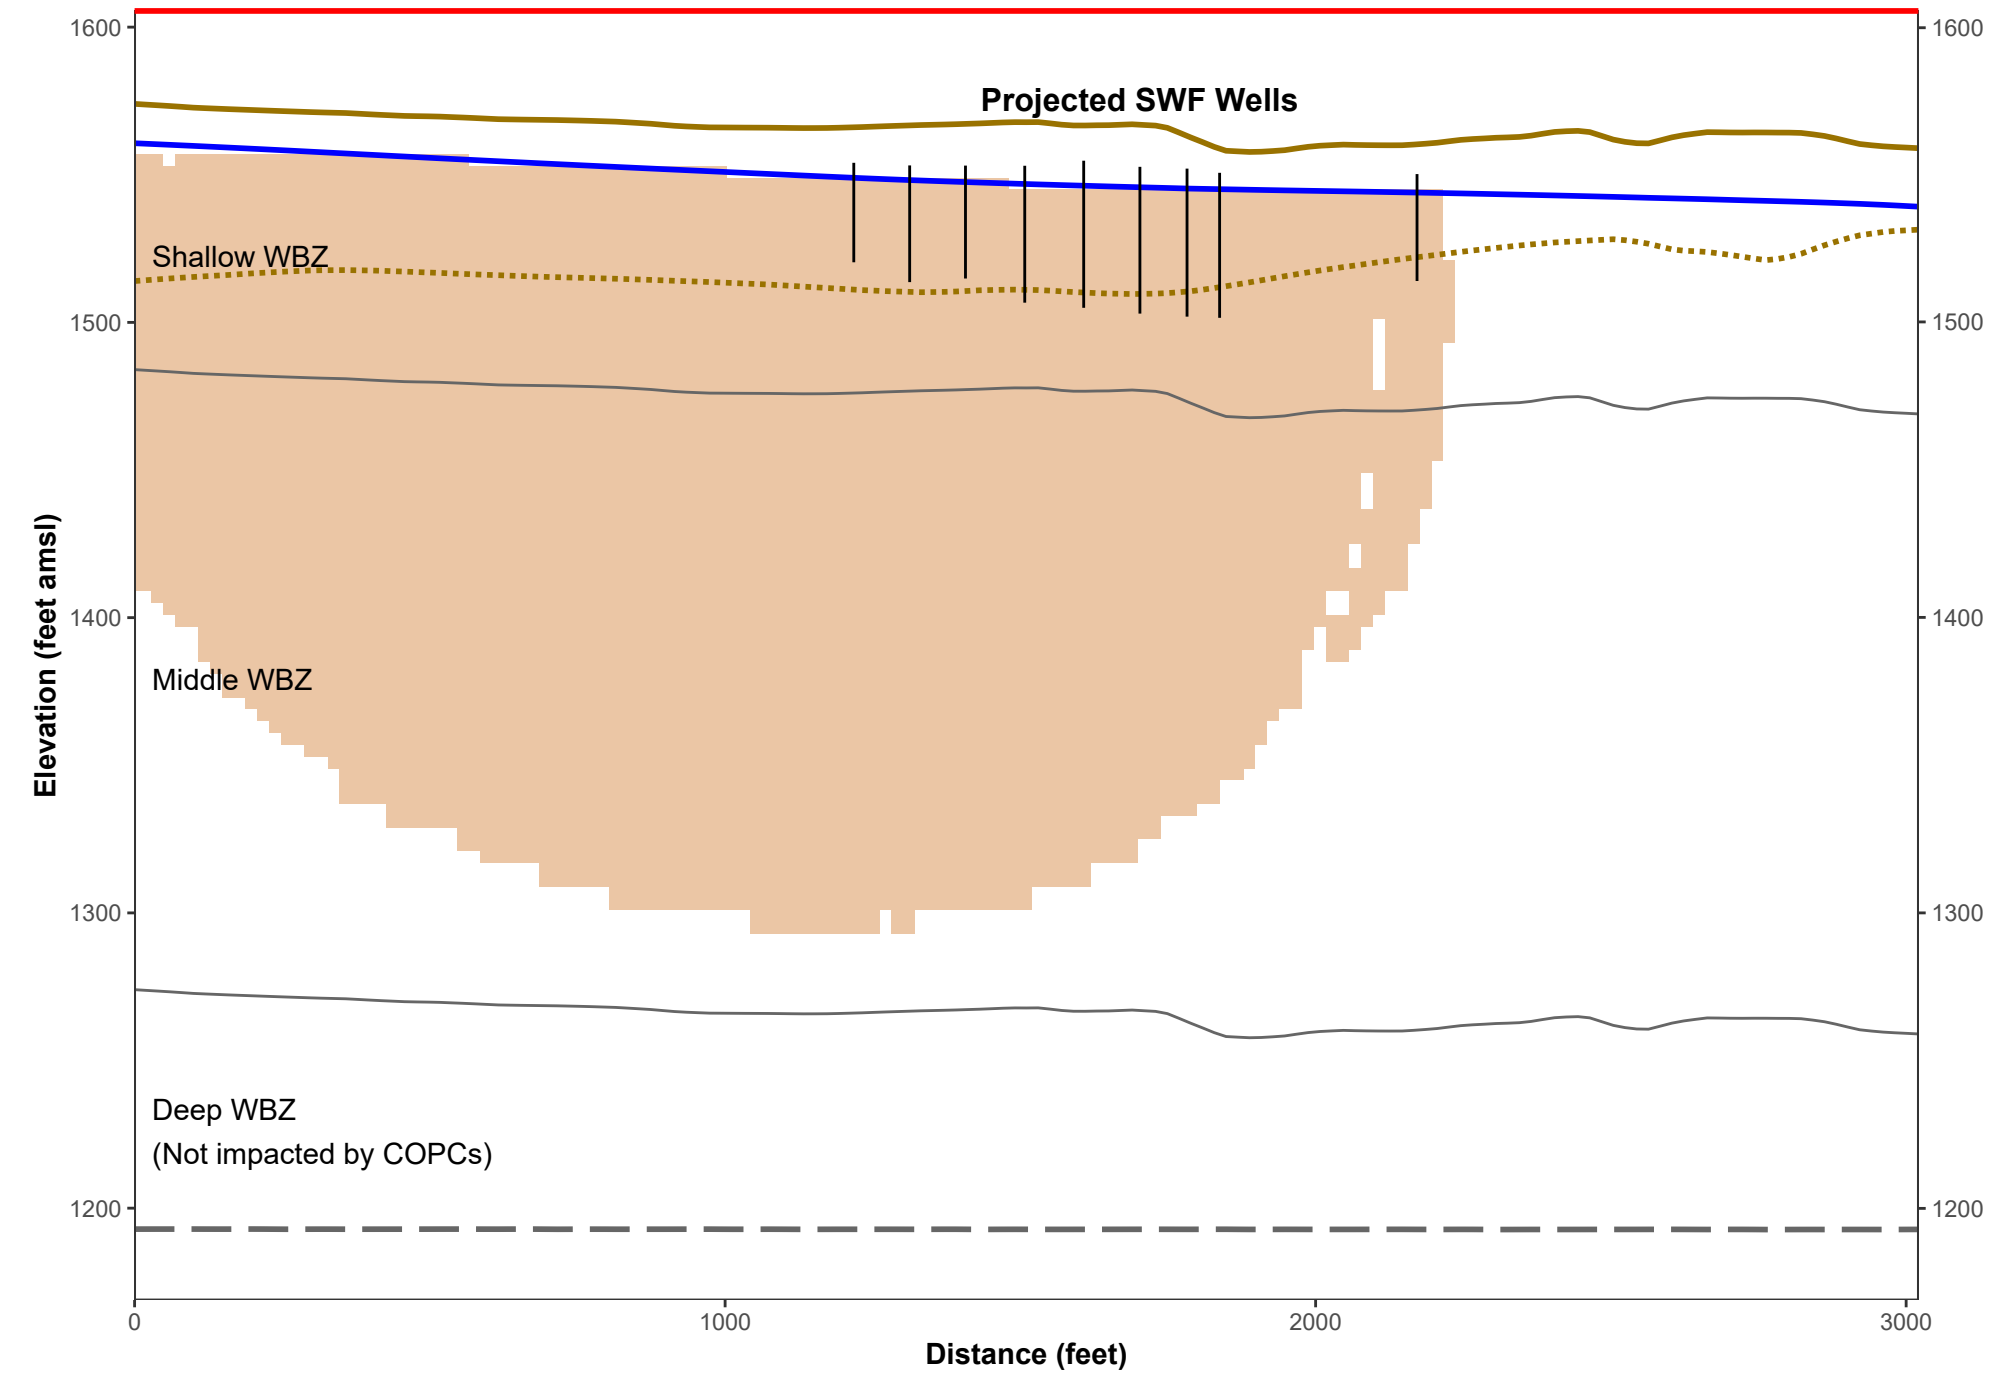 1600
1600
Projected SWF Wells
Shallow WBZ
1500
1500
Elevation (feet amsl)
1400
1400
Middle WBZ
1300
1300
Deep WBZ
(Not impacted by COPCs)
1200
1200
0
1000
2000
3000
Distance (feet)